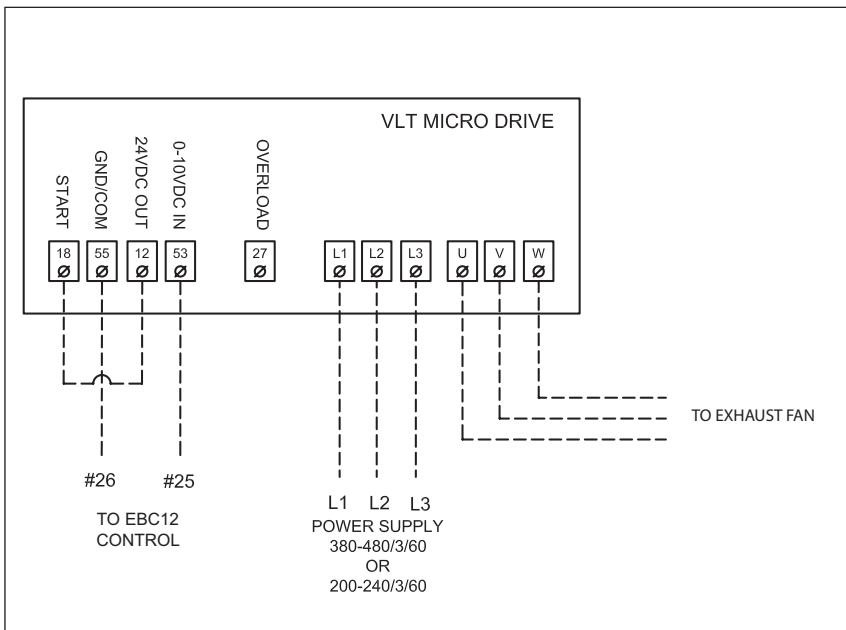 VLT MICRO DRIVE
START
GND/COM
24VDC OUT
0-10VDC IN
OVERLOAD
18
55
12
53
27
L1
L2
L3
U
V
W
TO EXHAUST FAN
#26
#25
TO EBC12
CONTROL
L1 L2 L3
POWER SUPPLY
380-480/3/60
OR
200-240/3/60